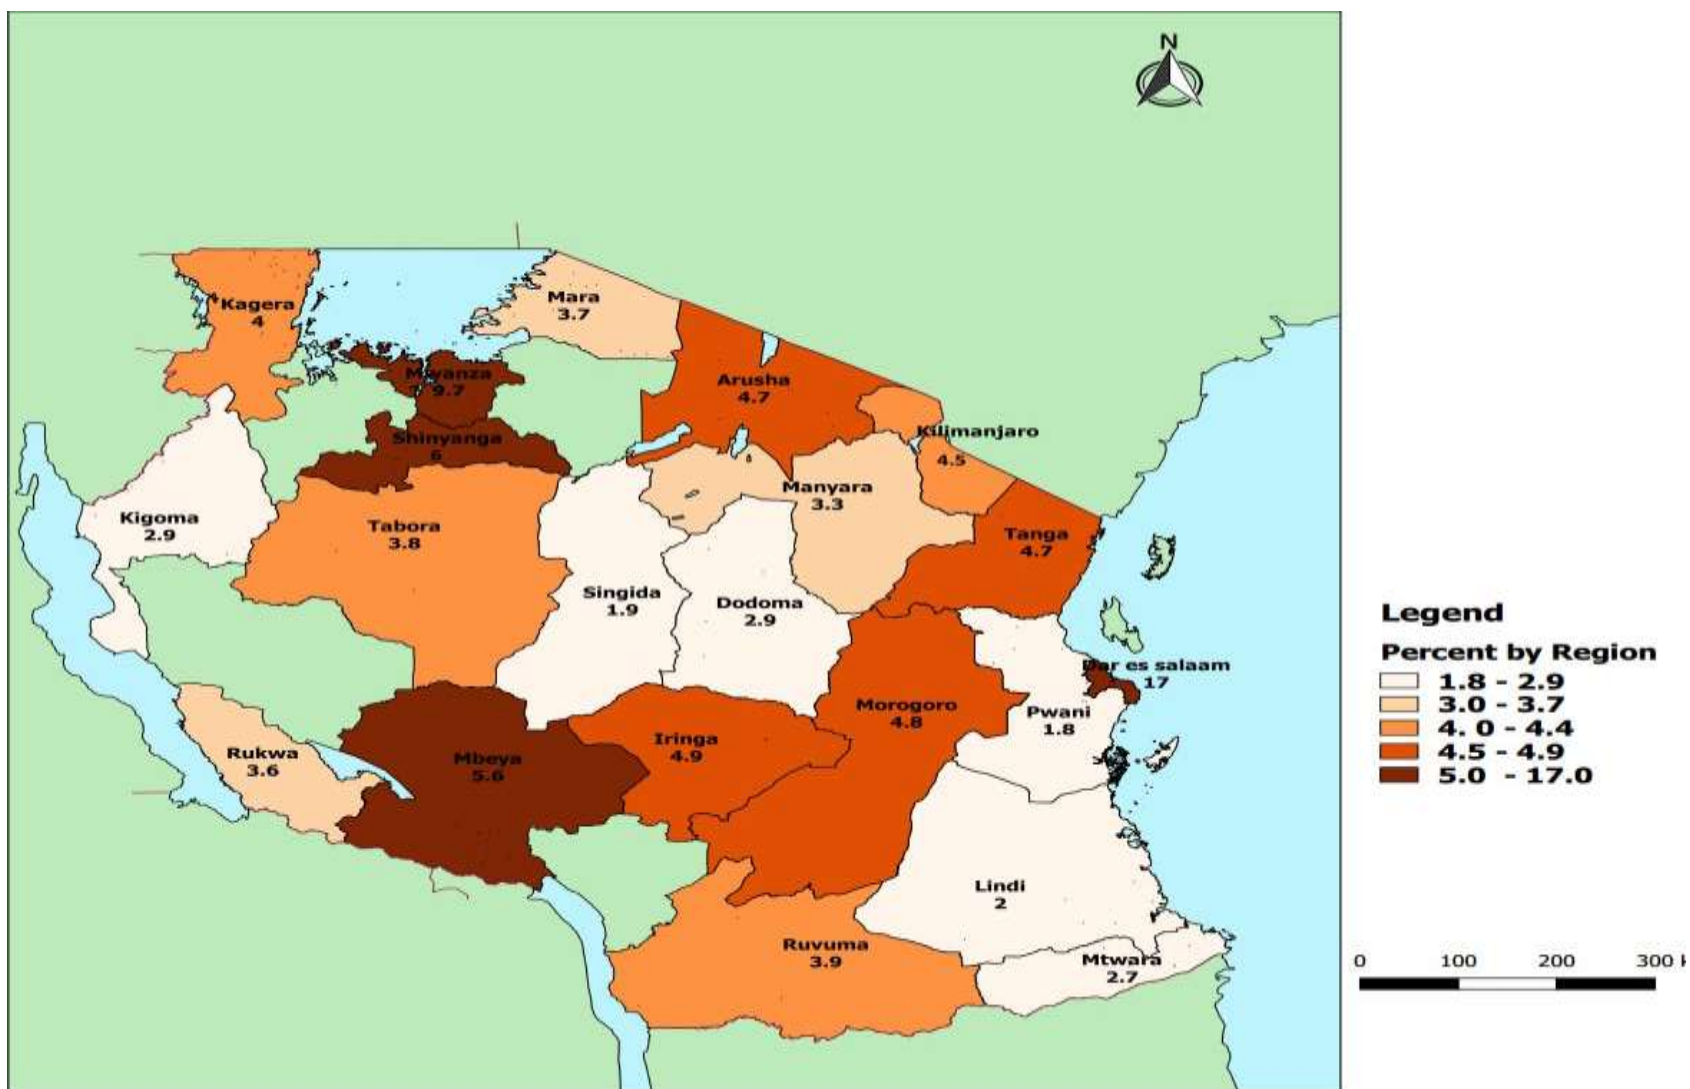 N
Mara
3.7
Kagera
4
Mwanza
9.7
Arusha
4.7
Shinyanga
6
Kilimanjaro
4.5
Manyara
3.3
Kigoma
2.9
Tabora
3.8
Tanga
4.7
Singida
1.9
Dodoma
2.9
Dar es salaam
17
Morogoro
4.8
Pwani
1.8
Iringa
4.9
Rukwa
3.6
Mbeya
5.6
Lindi
2
Ruvuma
3.9
Mtwara
2.7
Legend
Percent by Region
1.8 - 2.9
3.0 - 3.7
4. 0 - 4.4
4.5 - 4.9
5.0 - 17.0
0 100 200 300